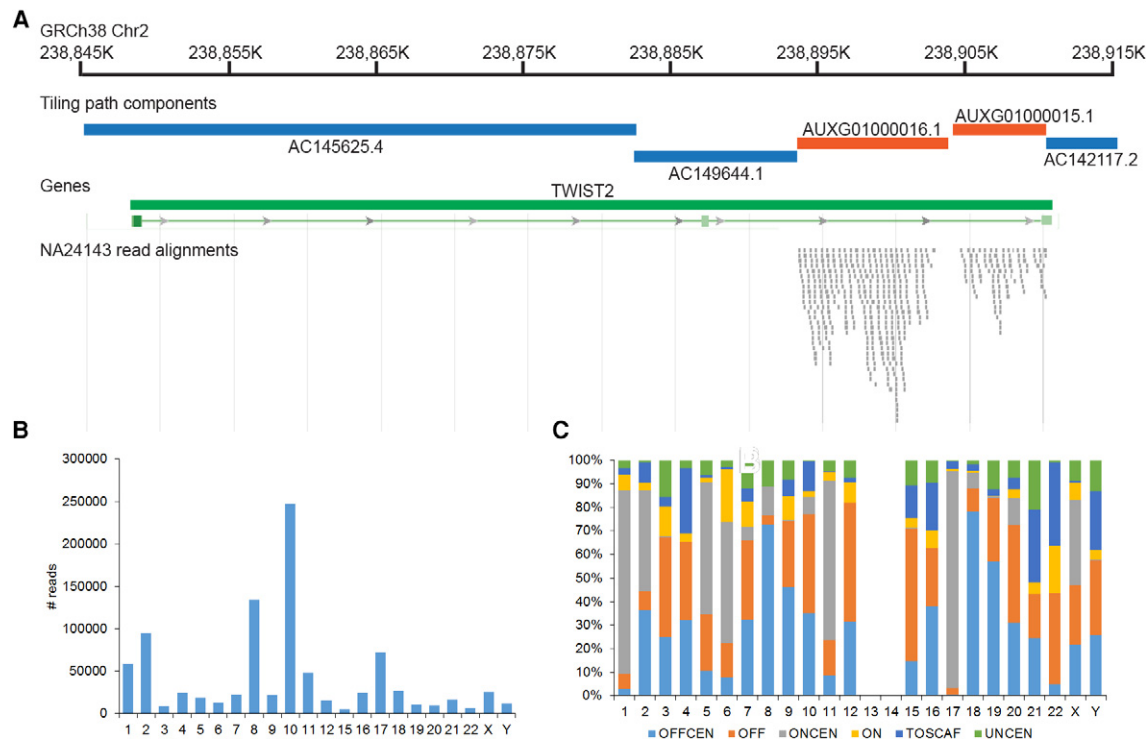 A
GRCh38 Chr2
238,845K 238,855K 238,865K 238,875K 238,885K 238,895K 238,905K 238,915K
Tiling path components
AUXG01000015.1
AUXG01000016.1
AC145625.4
AC149644.1
AC142117.2
Genes
TWIST2
NA24143 read alignments
B
300000
250000
200000
150000
100000
50000
0
# reads
1 2 3 4 5 6 7 8 9 10 11 12 15 16 17 18 19 20 21 22 X Y
C
100%
90%
80%
70%
60%
50%
40%
30%
20%
10%
0%
1 2 3 4 5 6 7 8 9 10 11 12 13 14 15 16 17 18 19 20 21 22 X Y
OFFCEN OFF ONCEN ON TOSCAF UNCEN